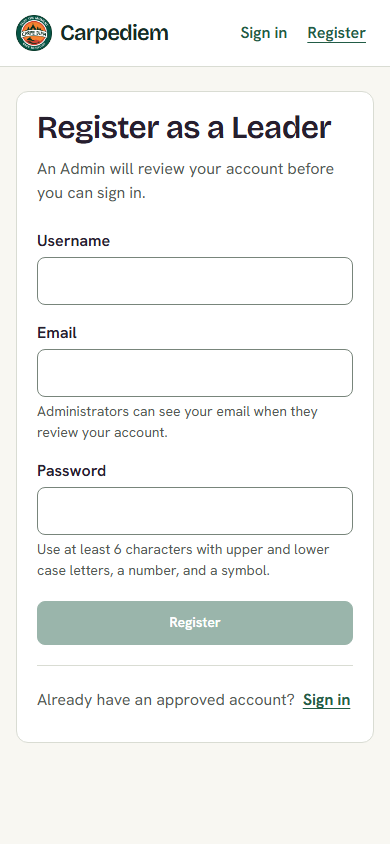 Carpediem
Sign in
Register
Register as a Leader
An Admin will review your account before
you can sign in.
Username
Email
Administrators can see your email when they
review your account.
Password
Use at least 6 characters with upper and lower
case letters, a number, and a symbol.
Register
Already have an approved account? Sign in